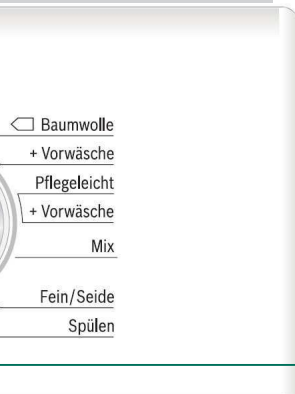 Baumwolle
+ Vorwäsche
Pflegeleicht
+ Vorwäsche
Mix
Fein/Seide
Spülen